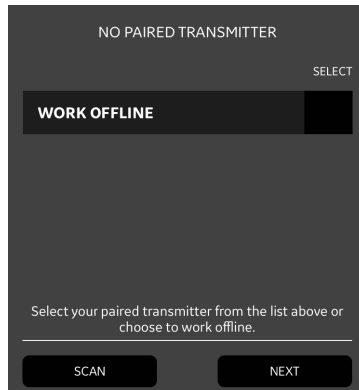 NO PAIRED TRANSMITTER
SELECT
WORK OFFLINE
Select your paired transmitter from the list above or
choose to work offline.
SCAN
NEXT